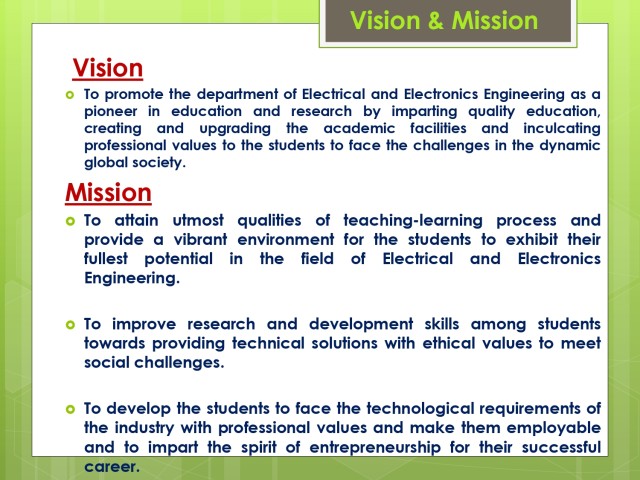 Vision & Mission
Vision
To promote the department of Electrical and Electronics Engineering as a
pioneer in education and research by imparting quality education,
creating and upgrading the academic facilities and inculcating
professional values to the students to face the challenges in the dynamic
global society.
Mission
To attain utmost qualities of teaching-learning process and
provide a vibrant environment for the students to exhibit their
fullest potential in the field of Electrical and Electronics
Engineering.
To improve research and development skills among students
towards providing technical solutions with ethical values to meet
social challenges.
To develop the students to face the technological requirements of
the industry with professional values and make them employable
and to impart the spirit of entrepreneurship for their successful
career.